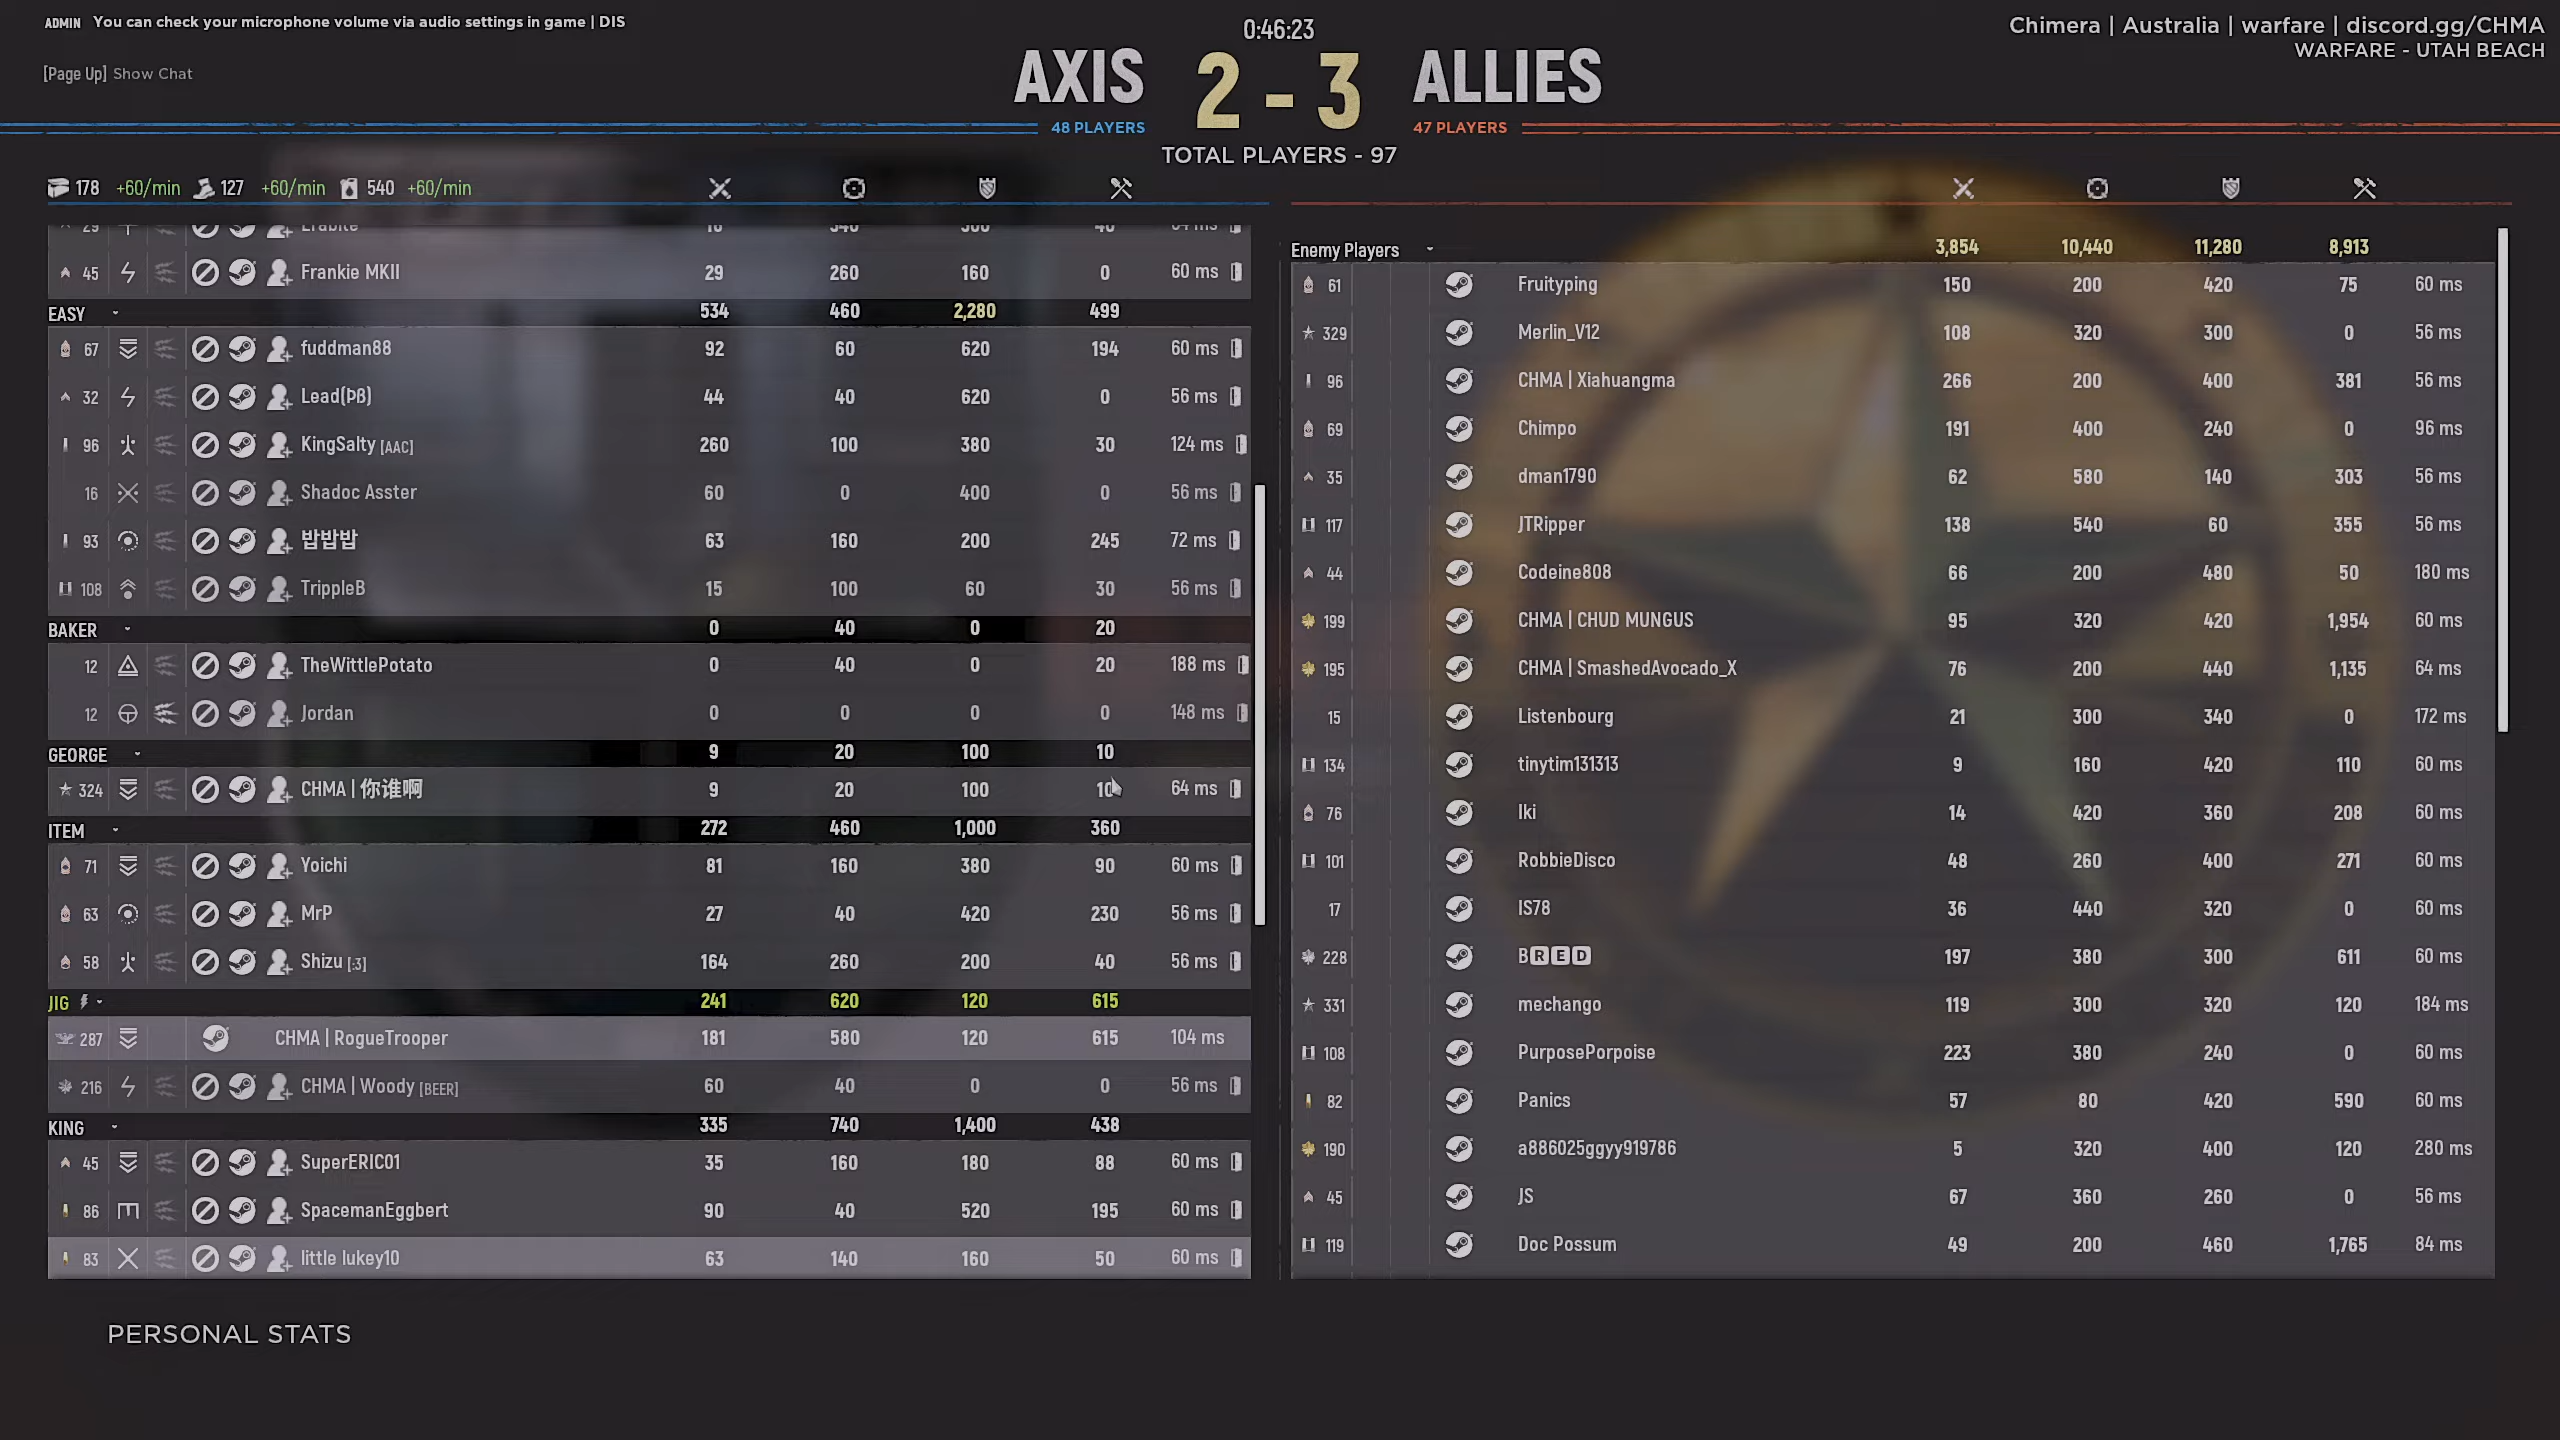 ADMIN You can check your microphone volume via audio settings in game | DIS
[Page Up] Show Chat
0:46:23
AXIS 2 - 3 ALLIES
48 PLAYERS 47 PLAYERS
TOTAL PLAYERS - 97
Chimera | Australia | warfare | discord.gg/CHMA
WARFARE - UTAH BEACH
178 +60/min 127 +60/min 540 +60/min
45 Frankie MKII 29 260 160 0 60 ms
EASY 534 460 2,280 499
67 fuddman88 92 60 620 194 60 ms
32 Lead(Þß) 44 40 620 0 56 ms
96 KingSalty [AAC] 260 100 380 30 124 ms
16 Shadoc Asster 60 0 400 0 56 ms
93 밥밥밥 63 160 200 245 72 ms
108 TrippleB 15 100 60 30 56 ms
BAKER 0 40 0 20
12 TheWittlePotato 0 40 0 20 188 ms
12 Jordan 0 0 0 0 148 ms
GEORGE 9 20 100 10
324 CHMA | 你谁啊 9 20 100 10 64 ms
ITEM 272 460 1,000 360
71 Yoichi 81 160 380 90 60 ms
63 MrP 27 40 420 230 56 ms
58 Shizu [:3] 164 260 200 40 56 ms
JIG 241 620 120 615
287 CHMA | RogueTrooper 181 580 120 615 104 ms
216 CHMA | Woody [BEER] 60 40 0 0 56 ms
KING 335 740 1,400 438
45 SuperERIC01 35 160 180 88 60 ms
86 SpacemanEggbert 90 40 520 195 60 ms
83 little lukey10 63 140 160 50 60 ms
Enemy Players 3,854 10,440 11,280 8,913
61 Fruityping 150 200 420 75 60 ms
329 Merlin_V12 108 320 300 0 56 ms
96 CHMA | Xiahuangma 266 200 400 381 56 ms
69 Chimpo 191 400 240 0 96 ms
35 dman1790 62 580 140 303 56 ms
117 JTRipper 138 540 60 355 56 ms
44 Codeine808 66 200 480 50 180 ms
199 CHMA | CHUD MUNGUS 95 320 420 1,954 60 ms
195 CHMA | SmashedAvocado_X 76 200 440 1,135 64 ms
15 Listenbourg 21 300 340 0 172 ms
134 tinytim131313 9 160 420 110 60 ms
76 Iki 14 420 360 208 60 ms
101 RobbieDisco 48 260 400 271 60 ms
17 IS78 36 440 320 0 60 ms
228 B🅁🄴🄳 197 380 300 611 60 ms
331 mechango 119 300 320 120 184 ms
108 PurposePorpoise 223 380 240 0 60 ms
82 Panics 57 80 420 590 60 ms
190 a886025ggyy919786 5 320 400 120 280 ms
45 JS 67 360 260 0 56 ms
119 Doc Possum 49 200 460 1,765 84 ms
PERSONAL STATS